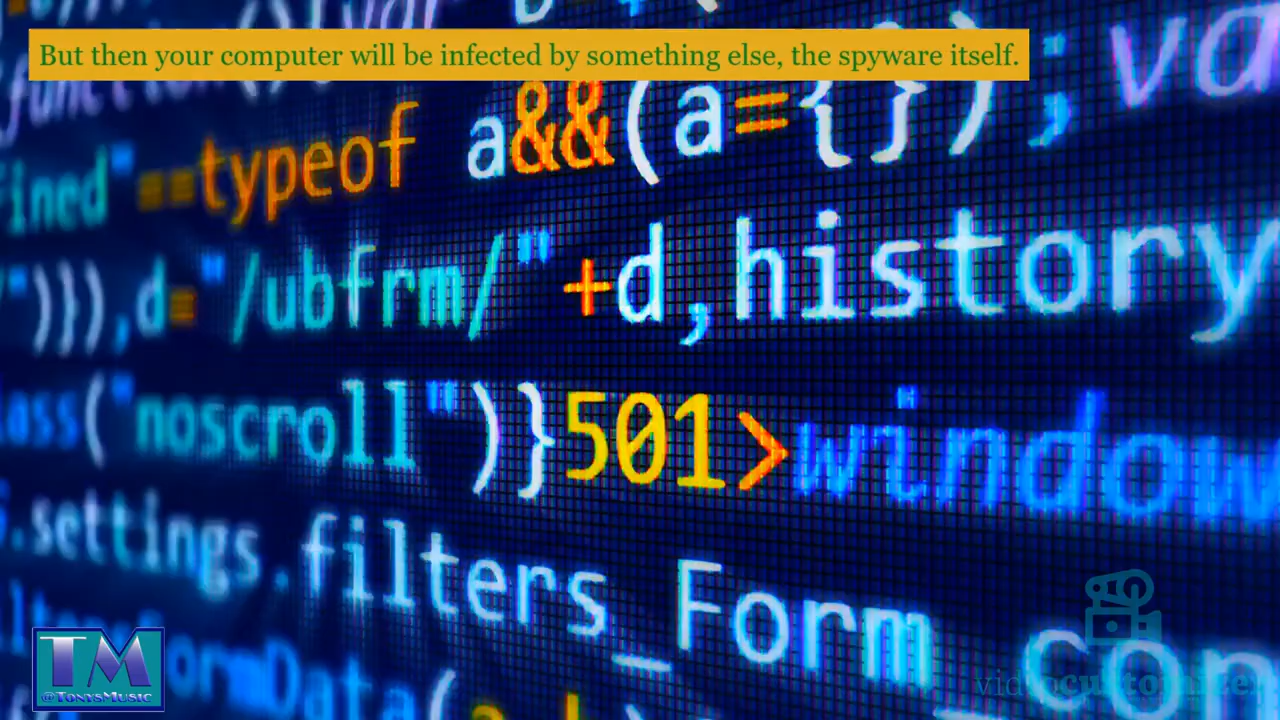 But then your computer will be infected by something else, the spyware itself.
typeof a&&(a={});va
})),d="/ubfrm/"+d,history
("noscroll")}501>window
.settings.filters_Form_con
TM
@TonysMusic
videocustomizer